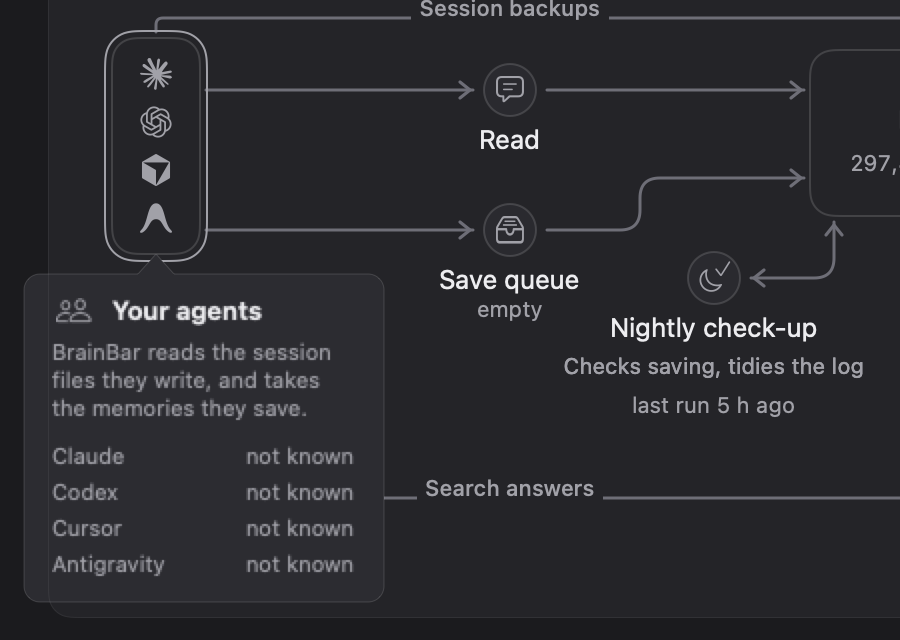 Session backups
Read
297,
Save queue
empty
Nightly check-up
Checks saving, tidies the log
last run 5 h ago
Your agents
BrainBar reads the session
files they write, and takes
the memories they save.
Claude not known
Codex not known
Cursor not known
Antigravity not known
Search answers